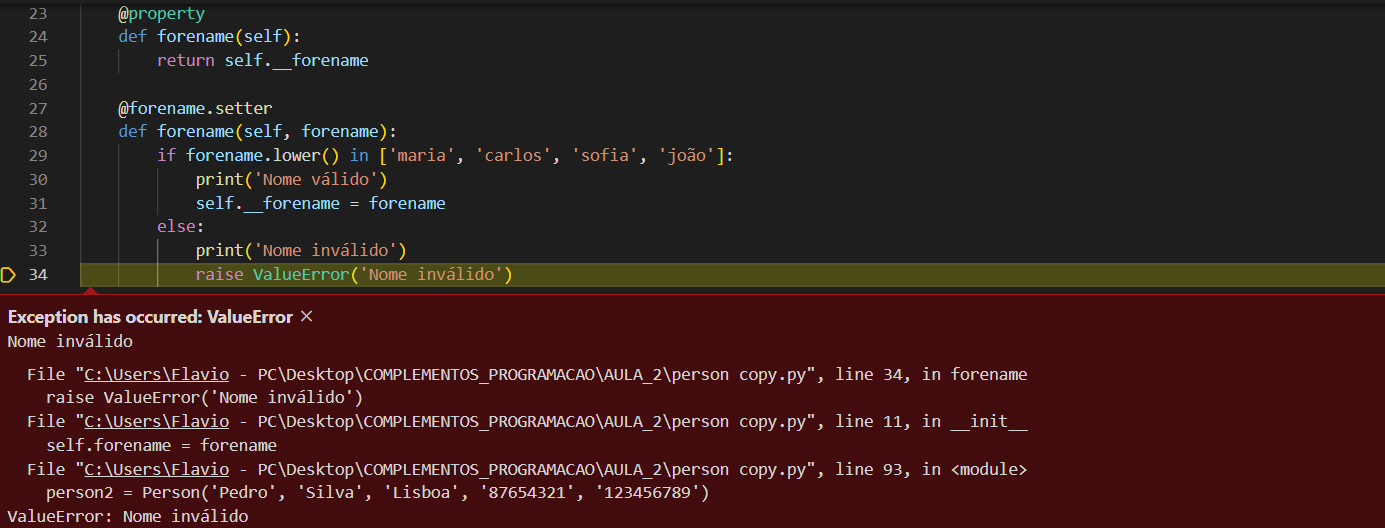 23 @property
24 def forename(self):
25 return self.__forename
26
27 @forename.setter
28 def forename(self, forename):
29 if forename.lower() in ['maria', 'carlos', 'sofia', 'joão']:
30 print('Nome válido')
31 self.__forename = forename
32 else:
33 print('Nome inválido')
34 raise ValueError('Nome inválido')
Exception has occurred: ValueError ×
Nome inválido
File "C:\Users\Flavio - PC\Desktop\COMPLEMENTOS_PROGRAMACAO\AULA_2\person copy.py", line 34, in forename
raise ValueError('Nome inválido')
File "C:\Users\Flavio - PC\Desktop\COMPLEMENTOS_PROGRAMACAO\AULA_2\person copy.py", line 11, in __init__
self.forename = forename
File "C:\Users\Flavio - PC\Desktop\COMPLEMENTOS_PROGRAMACAO\AULA_2\person copy.py", line 93, in <module>
person2 = Person('Pedro', 'Silva', 'Lisboa', '87654321', '123456789')
ValueError: Nome inválido